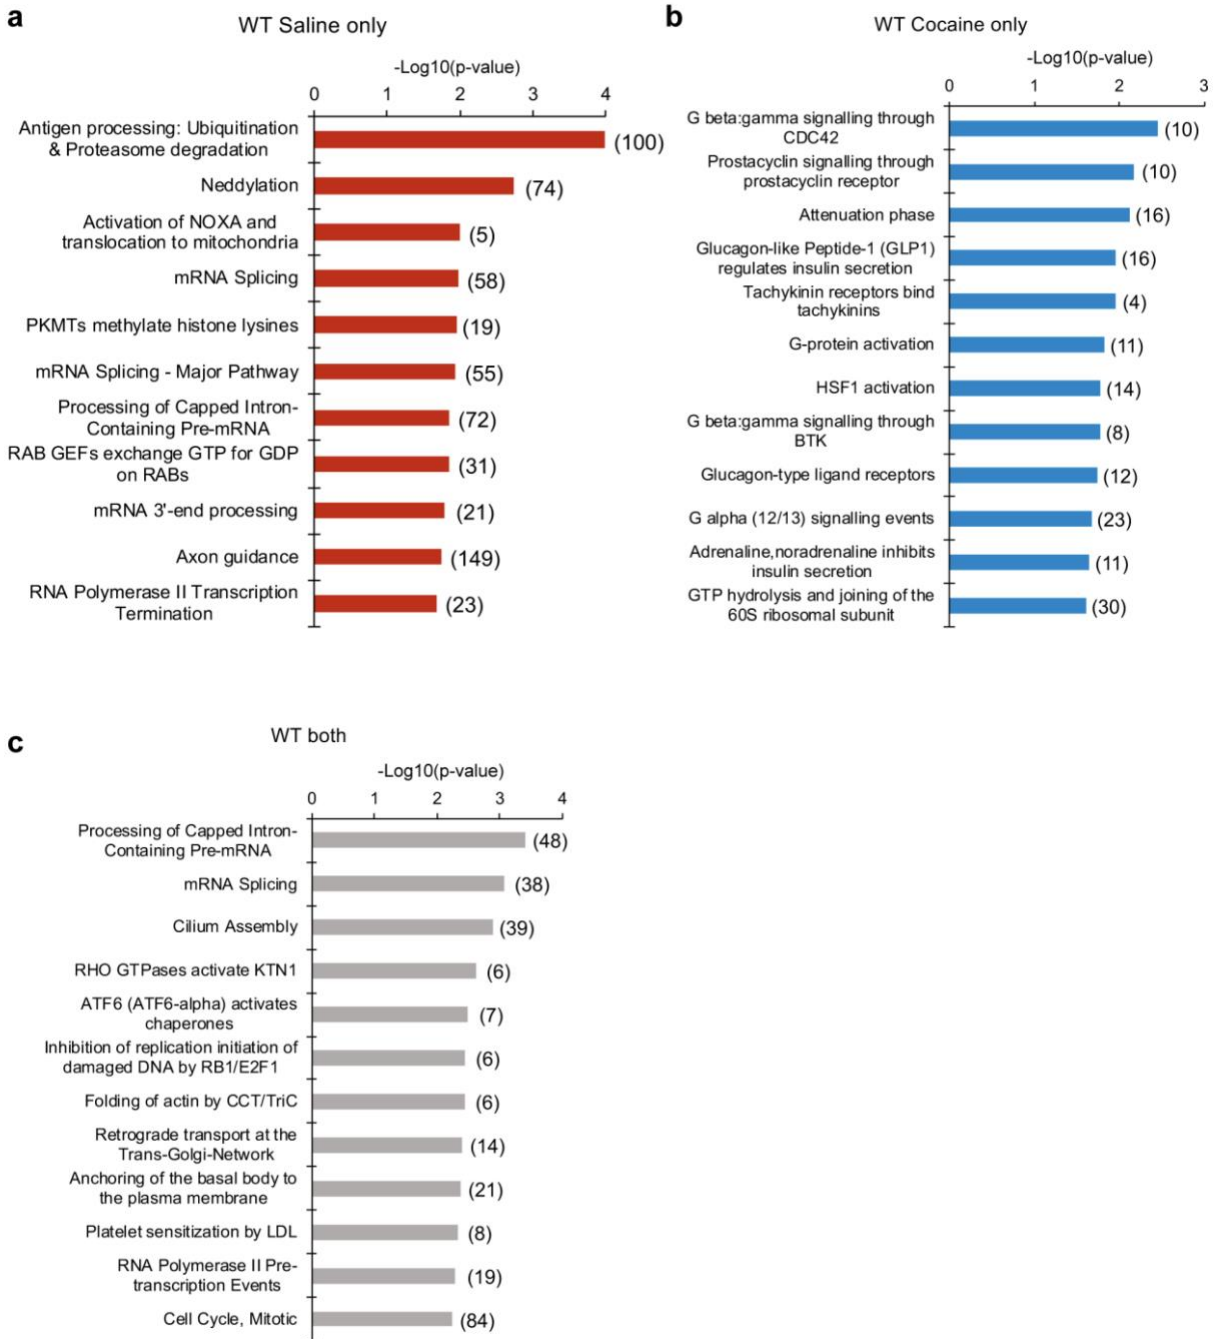 a
WT Saline only
-Log10(p-value)
0 1 2 3 4
Antigen processing: Ubiquitination
& Proteasome degradation
(100)
Neddylation
(74)
Activation of NOXA and
translocation to mitochondria
(5)
mRNA Splicing
(58)
PKMTs methylate histone lysines
(19)
mRNA Splicing - Major Pathway
(55)
Processing of Capped Intron-
Containing Pre-mRNA
(72)
RAB GEFs exchange GTP for GDP
on RABs
(31)
mRNA 3'-end processing
(21)
Axon guidance
(149)
RNA Polymerase II Transcription
Termination
(23)
b
WT Cocaine only
-Log10(p-value)
0 1 2 3
G beta:gamma signalling through
CDC42
(10)
Prostacyclin signalling through
prostacyclin receptor
(10)
Attenuation phase
(16)
Glucagon-like Peptide-1 (GLP1)
regulates insulin secretion
(16)
Tachykinin receptors bind
tachykinins
(4)
G-protein activation
(11)
HSF1 activation
(14)
G beta:gamma signalling through
BTK
(8)
Glucagon-type ligand receptors
(12)
G alpha (12/13) signalling events
(23)
Adrenaline,noradrenaline inhibits
insulin secretion
(11)
GTP hydrolysis and joining of the
60S ribosomal subunit
(30)
c
WT both
-Log10(p-value)
0 1 2 3 4
Processing of Capped Intron-
Containing Pre-mRNA
(48)
mRNA Splicing
(38)
Cilium Assembly
(39)
RHO GTPases activate KTN1
(6)
ATF6 (ATF6-alpha) activates
chaperones
(7)
Inhibition of replication initiation of
damaged DNA by RB1/E2F1
(6)
Folding of actin by CCT/TriC
(6)
Retrograde transport at the
Trans-Golgi-Network
(14)
Anchoring of the basal body to
the plasma membrane
(21)
Platelet sensitization by LDL
(8)
RNA Polymerase II Pre-
transcription Events
(19)
Cell Cycle, Mitotic
(84)